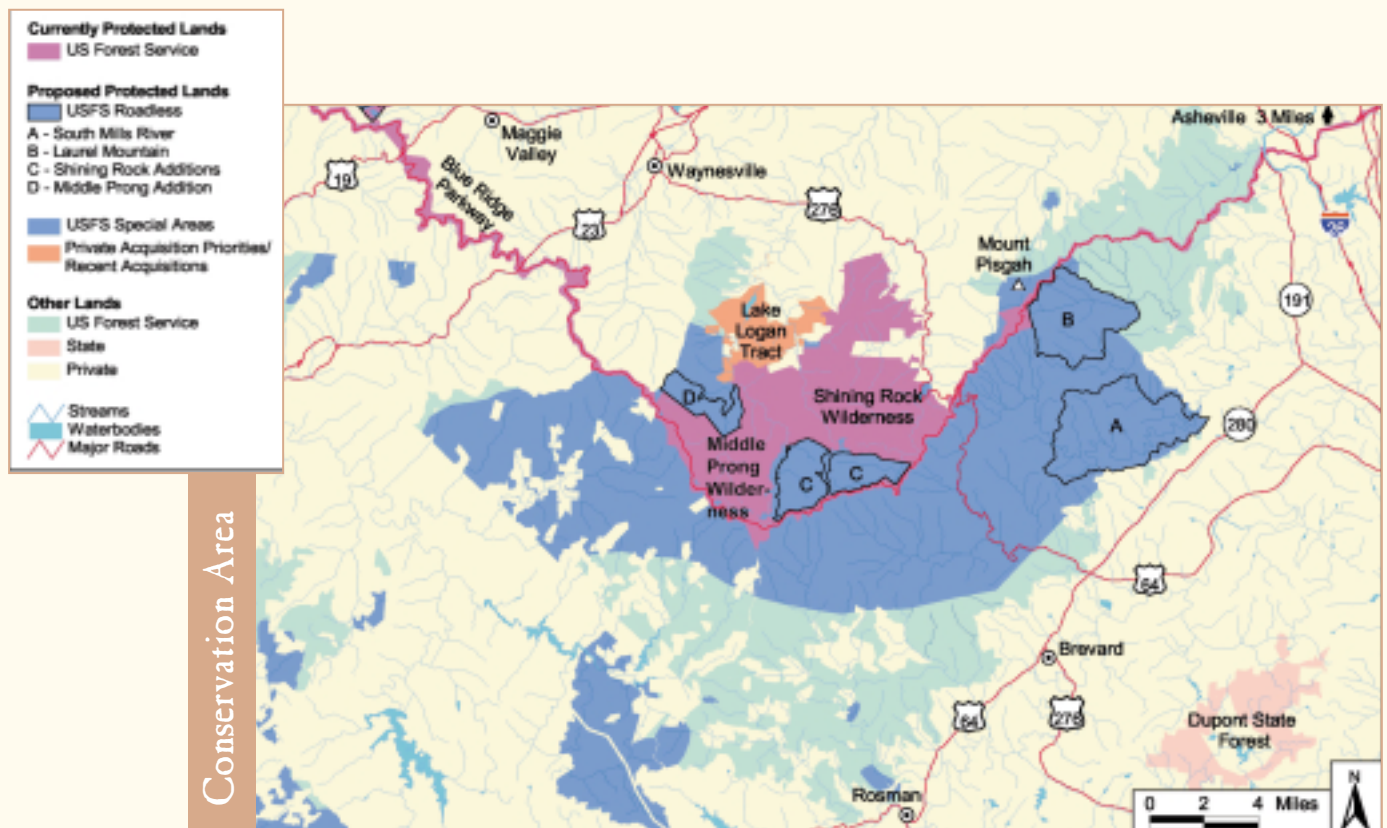 Currently Protected Lands
US Forest Service
Proposed Protected Lands
USFS Roadless
A - South Mills River
B - Laurel Mountain
C - Shining Rock Additions
D - Middle Prong Addition
USFS Special Areas
Private Acquisition Priorities/
Recent Acquisitions
Other Lands
US Forest Service
State
Private
Streams
Waterbodies
Major Roads
Conservation Area
Asheville 3 Miles
Maggie
Valley
Waynesville
19
Blue Ridge
Parkway
23
276
26
Mount
Pisgah
191
B
Lake
Logan
Tract
D
Shining Rock
Wilderness
A
280
Middle
Prong
Wilder-
ness
C
C
64
Brevard
64
276
Dupont State
Forest
Rosman
0 2 4 Miles
N